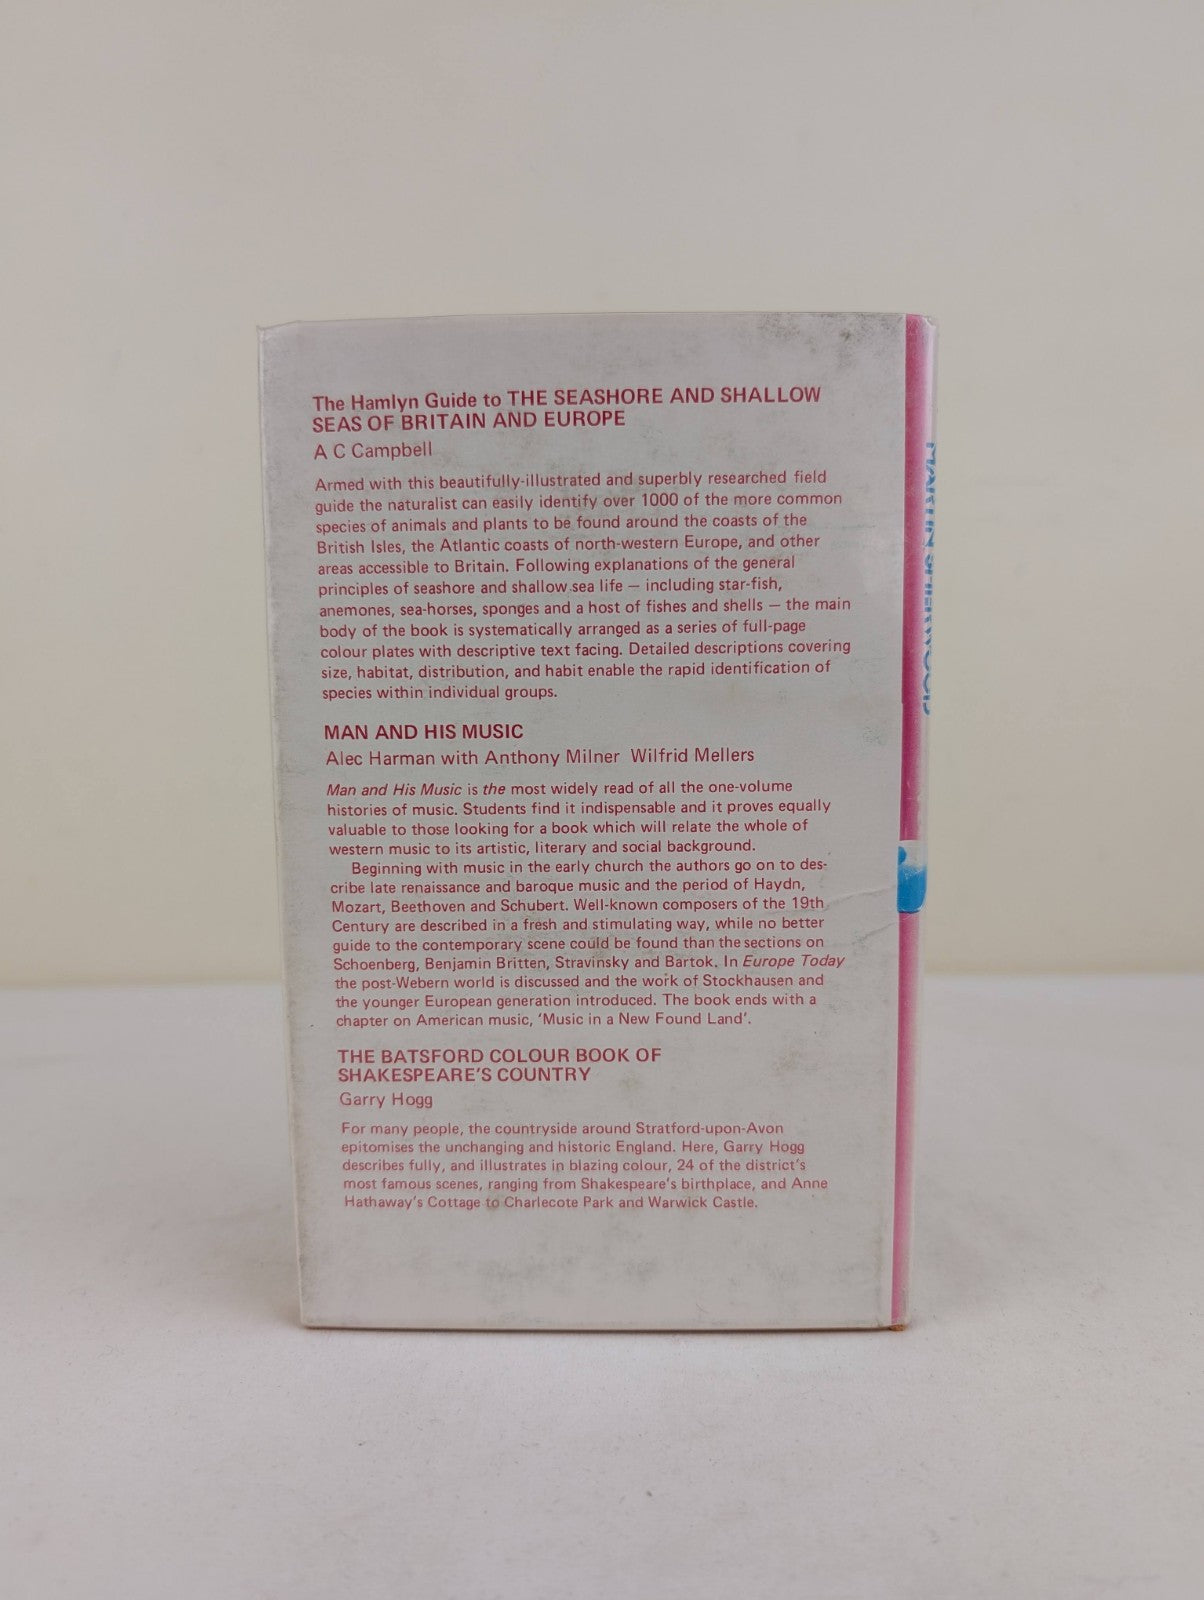 The Hamlyn Guide to THE SEASHORE AND SHALLOW
SEAS OF BRITAIN AND EUROPE
A C Campbell
Armed with this beautifully-illustrated and superbly researched field
guide the naturalist can easily identify over 1000 of the more common
species of animals and plants to be found around the coasts of the
British Isles, the Atlantic coasts of north-western Europe, and other
areas accessible to Britain. Following explanations of the general
principles of seashore and shallow sea life – including star-fish,
anemones, sea-horses, sponges and a host of fishes and shells – the main
body of the book is systematically arranged as a series of full-page
colour plates with descriptive text facing. Detailed descriptions covering
size, habitat, distribution, and habit enable the rapid identification of
species within individual groups.
MAN AND HIS MUSIC
Alec Harman with Anthony Milner Wilfrid Mellers
Man and His Music is the most widely read of all the one-volume
histories of music. Students find it indispensable and it proves equally
valuable to those looking for a book which will relate the whole of
western music to its artistic, literary and social background.
Beginning with music in the early church the authors go on to des-
cribe late renaissance and baroque music and the period of Haydn,
Mozart, Beethoven and Schubert. Well-known composers of the 19th
Century are described in a fresh and stimulating way, while no better
guide to the contemporary scene could be found than the sections on
Schoenberg, Benjamin Britten, Stravinsky and Bartok. In Europe Today
the post-Webern world is discussed and the work of Stockhausen and
the younger European generation introduced. The book ends with a
chapter on American music, ‘Music in a New Found Land’.
THE BATSFORD COLOUR BOOK OF
SHAKESPEARE’S COUNTRY
Garry Hogg
For many people, the countryside around Stratford-upon-Avon
epitomises the unchanging and historic England. Here, Garry Hogg
describes fully, and illustrates in blazing colour, 24 of the district’s
most famous scenes, ranging from Shakespeare’s birthplace, and Anne
Hathaway’s Cottage to Charlecote Park and Warwick Castle.
MARTIN SHERWOOD